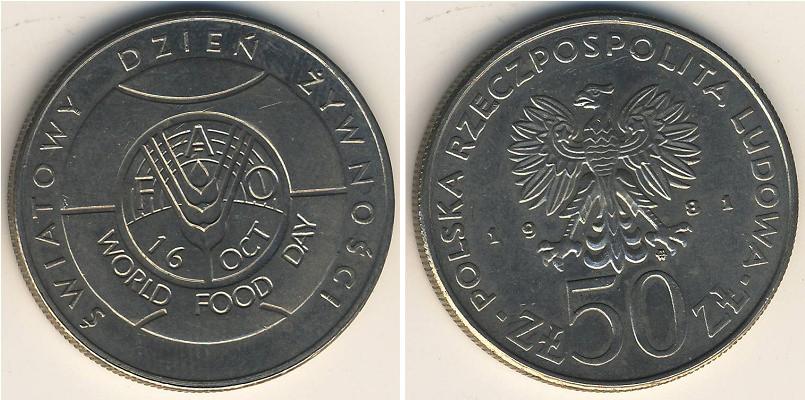 ŚWIATOWY DZIEŃ ŻYWNOŚCI
FAO
16 OCT
WORLD FOOD DAY
·POLSKA RZECZPOSPOLITA LUDOWA·
1981
ZŁ 50 ZŁ